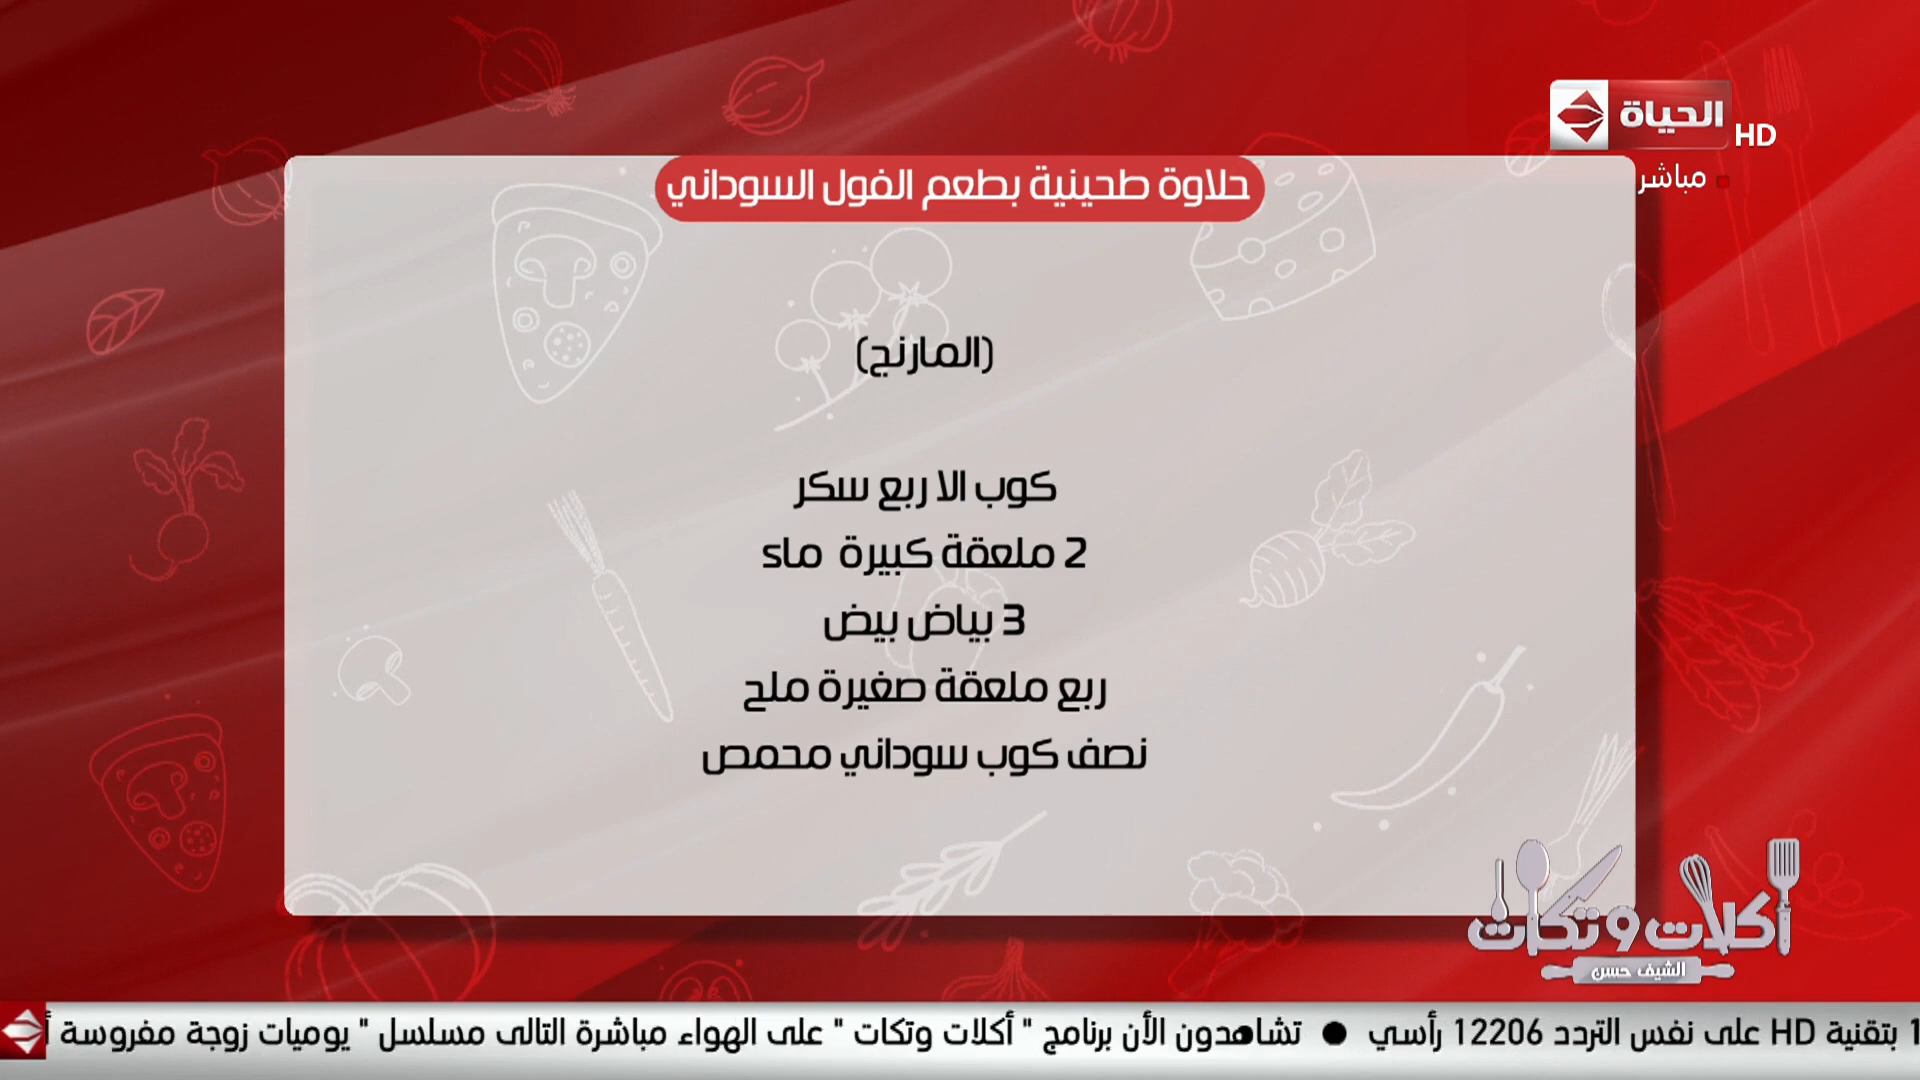 الحياة HD
مباشر
حلاوة طحينية بطعم الفول السوداني
(المارنج)
كوب الا ربع سكر
2 ملعقة كبيرة ماء
3 بياض بيض
ربع ملعقة صغيرة ملح
نصف كوب سوداني محمص
أكلات وتكات
الشيف حسن
1 بتقنية HD على نفس التردد 12206 رأسي ● تشاهدون الأن برنامج " أكلات وتكات " على الهواء مباشرة التالى مسلسل " يوميات زوجة مفروسة أ